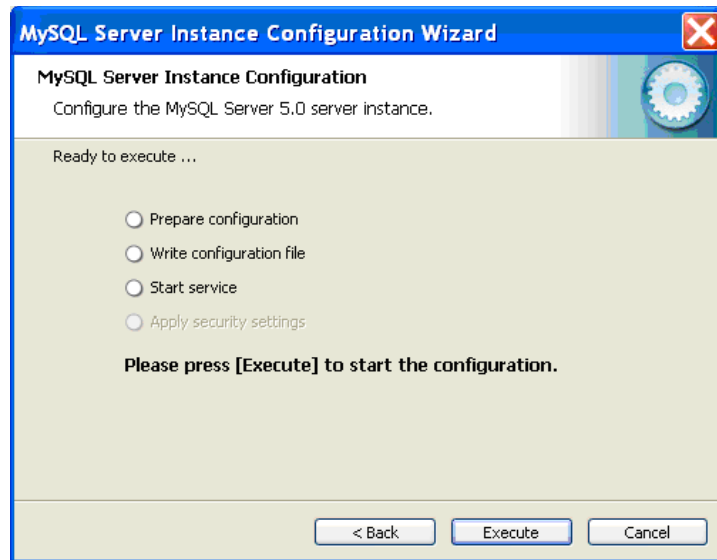 MySQL Server Instance Configuration Wizard
MySQL Server Instance Configuration
Configure the MySQL Server 5.0 server instance.
Ready to execute ...
Prepare configuration
Write configuration file
Start service
Apply security settings
Please press [Execute] to start the configuration.
< Back Execute Cancel